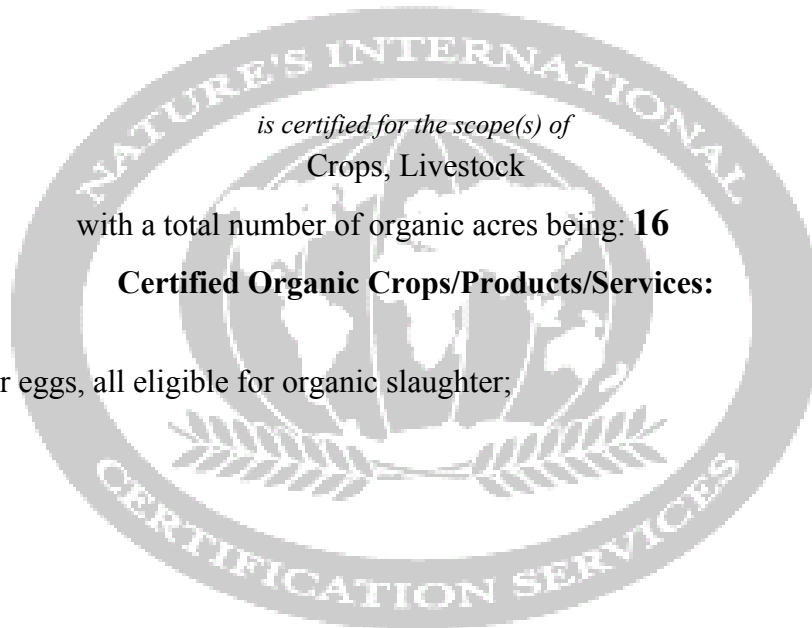 NATURE'S INTERNATIONAL
is certified for the scope(s) of
Crops, Livestock
with a total number of organic acres being: 16
Certified Organic Crops/Products/Services:
r eggs, all eligible for organic slaughter;
CERTIFICATION SERVICES